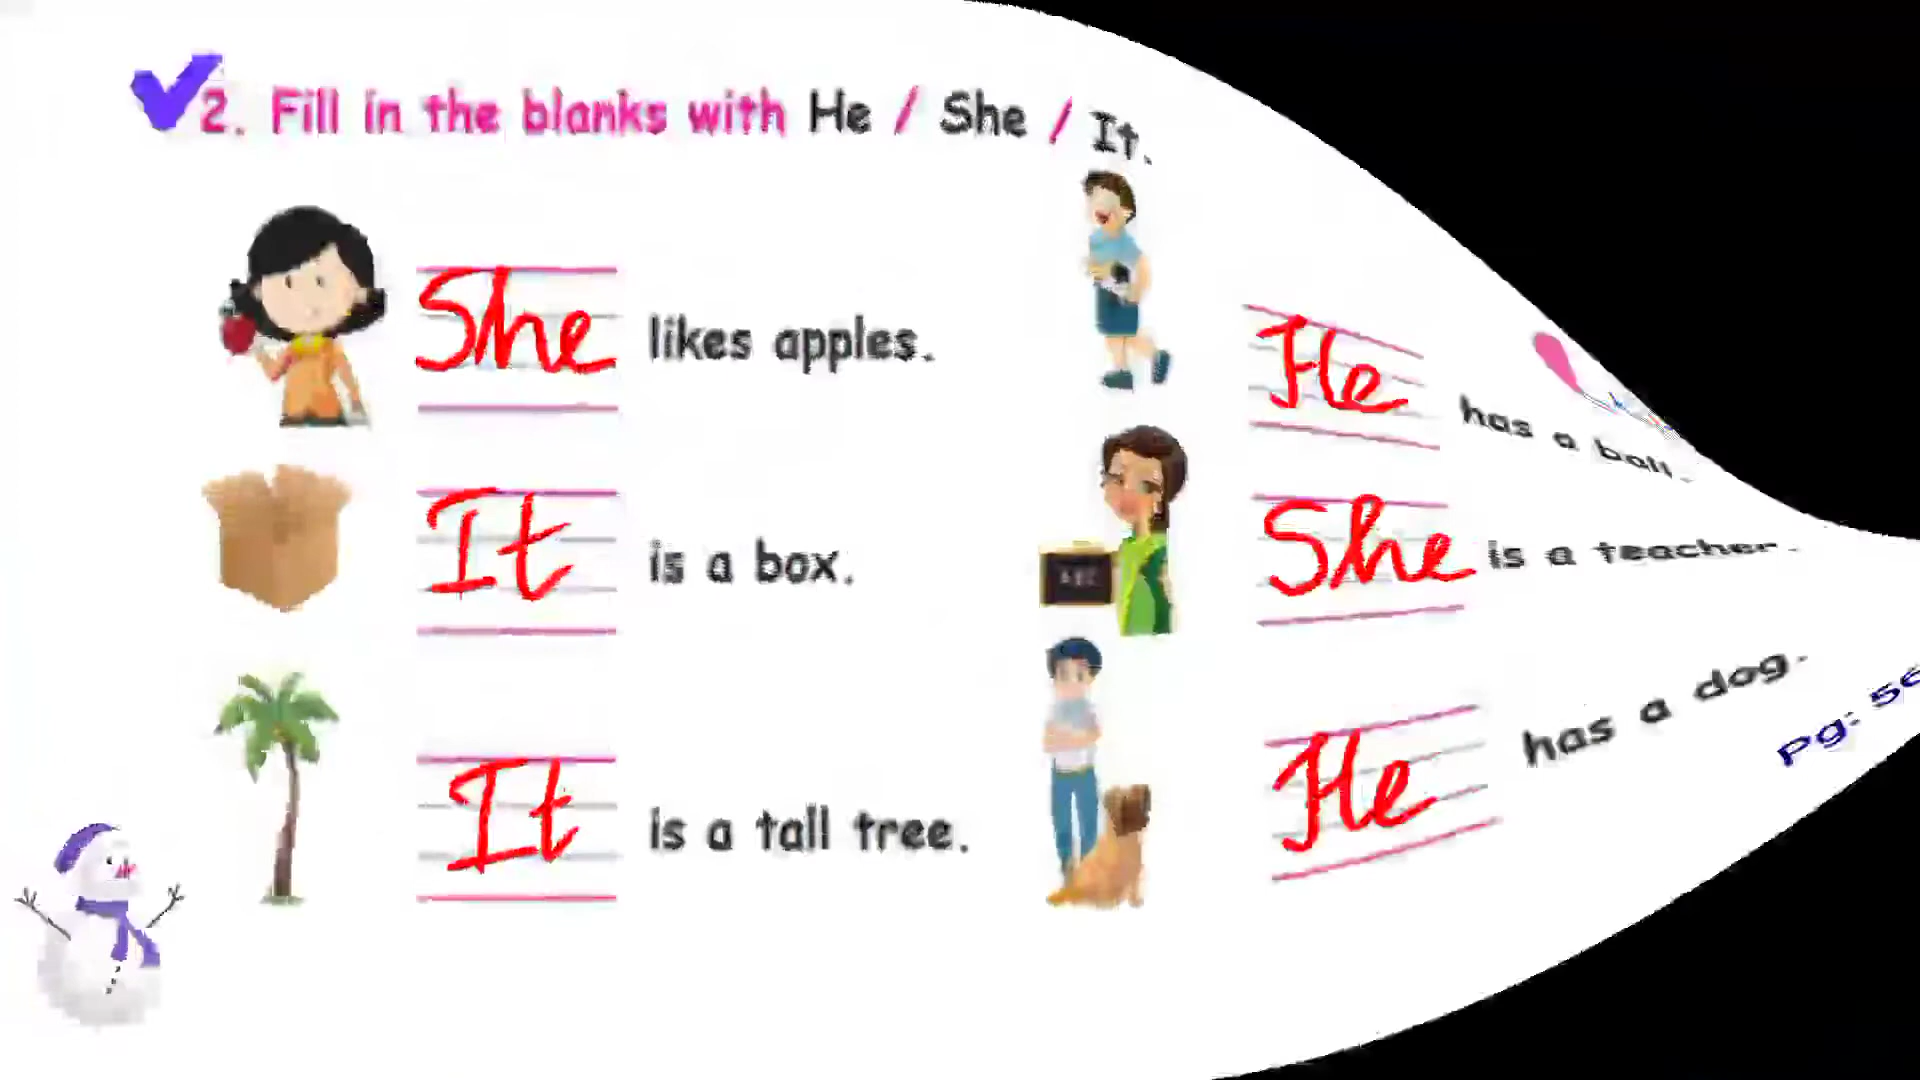 2. Fill in the blanks with He / She / It.
She likes apples.
It is a box.
It is a tall tree.
He has a ball.
She is a teacher.
He has a dog.
Pg: 56